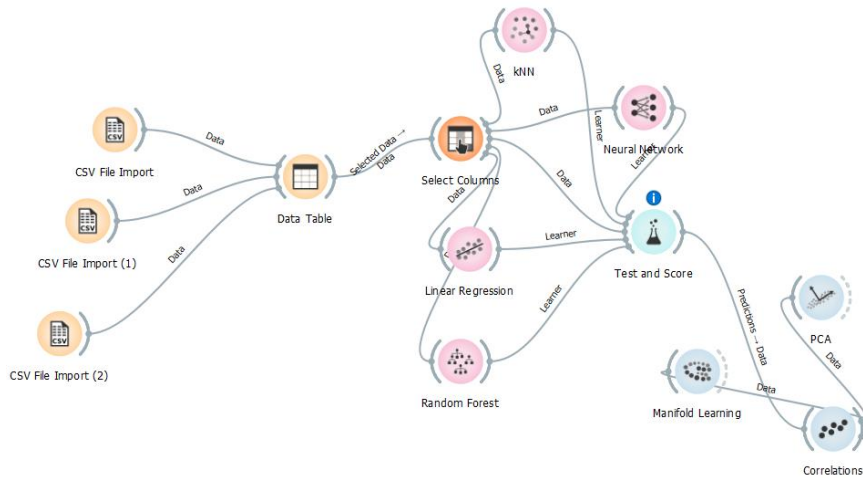 kNN
Data
Data
Learner
Neural Network
Learner
CSV
CSV File Import
Data
Selected Data → Data
Select Columns
Data
Data
CSV
CSV File Import (1)
Data
Data Table
Linear Regression
Learner
Test and Score
CSV
CSV File Import (2)
Data
Random Forest
Learner
Predictions → Data
PCA
Data
Manifold Learning
Data
Correlations